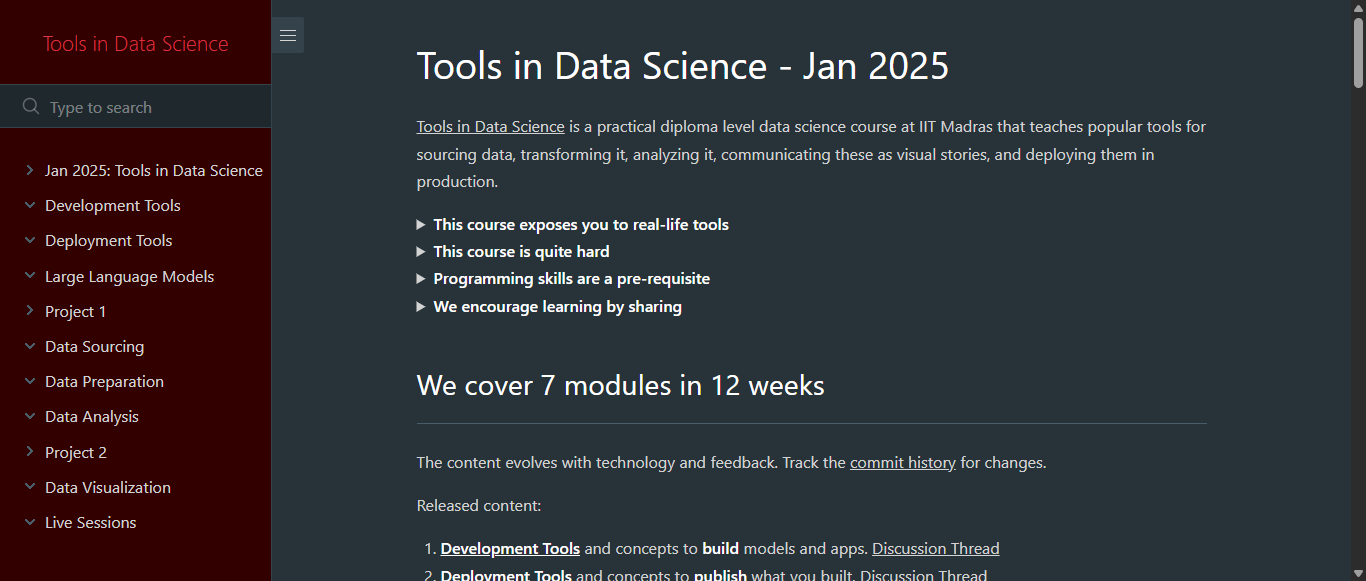 Tools in Data Science
Type to search
Jan 2025: Tools in Data Science
Development Tools
Deployment Tools
Large Language Models
Project 1
Data Sourcing
Data Preparation
Data Analysis
Project 2
Data Visualization
Live Sessions
Tools in Data Science - Jan 2025
Tools in Data Science is a practical diploma level data science course at IIT Madras that teaches popular tools for
sourcing data, transforming it, analyzing it, communicating these as visual stories, and deploying them in
production.
This course exposes you to real-life tools
This course is quite hard
Programming skills are a pre-requisite
We encourage learning by sharing
We cover 7 modules in 12 weeks
The content evolves with technology and feedback. Track the commit history for changes.
Released content:
1. Development Tools and concepts to build models and apps. Discussion Thread
2. Deployment Tools and concepts to publish what you built. Discussion Thread